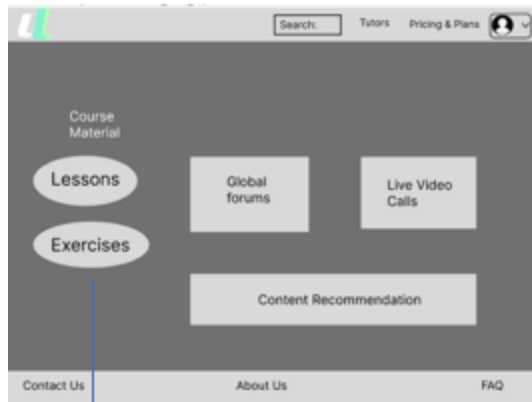 Search:
Tutors
Pricing & Plans
Course
Material
Lessons
Exercises
Global
forums
Live Video
Calls
Content Recommendation
Contact Us
About Us
FAQ